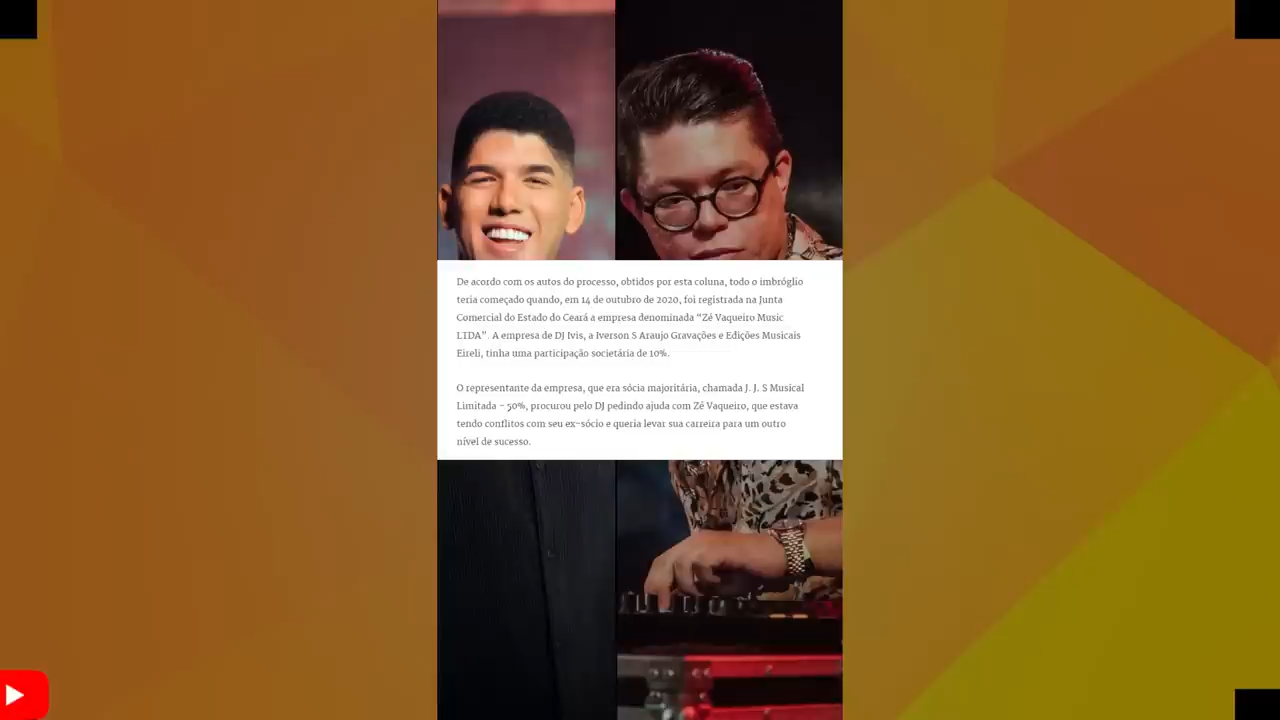 De acordo com os autos do processo, obtidos por esta coluna, todo o imbróglio
teria começado quando, em 14 de outubro de 2020, foi registrada na Junta
Comercial do Estado do Ceará a empresa denominada “Zé Vaqueiro Music
LTDA”. A empresa de DJ Ivis, a Iverson S Araujo Gravações e Edições Musicais
Eireli, tinha uma participação societária de 10%.
O representante da empresa, que era sócia majoritária, chamada J. J. S Musical
Limitada – 50%, procurou pelo DJ pedindo ajuda com Zé Vaqueiro, que estava
tendo conflitos com seu ex-sócio e queria levar sua carreira para um outro
nível de sucesso.